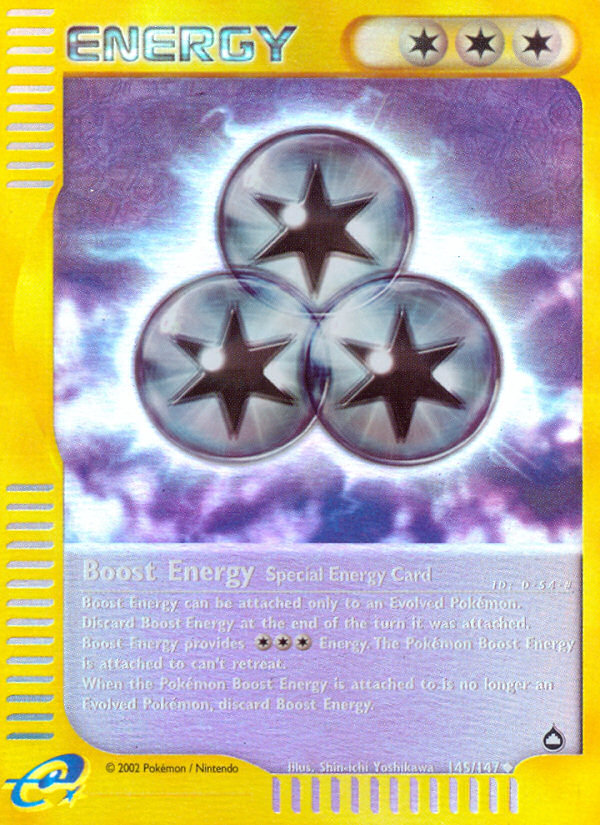 ENERGY
Boost Energy Special Energy Card
ID: D-54-#
Boost Energy can be attached only to an Evolved Pokémon.
Discard Boost Energy at the end of the turn it was attached.
Boost Energy provides Energy. The Pokémon Boost Energy
is attached to can't retreat.
When the Pokémon Boost Energy is attached to is no longer an
Evolved Pokémon, discard Boost Energy.
© 2002 Pokémon / Nintendo
Illus. Shin-ichi Yoshikawa 145/147
e